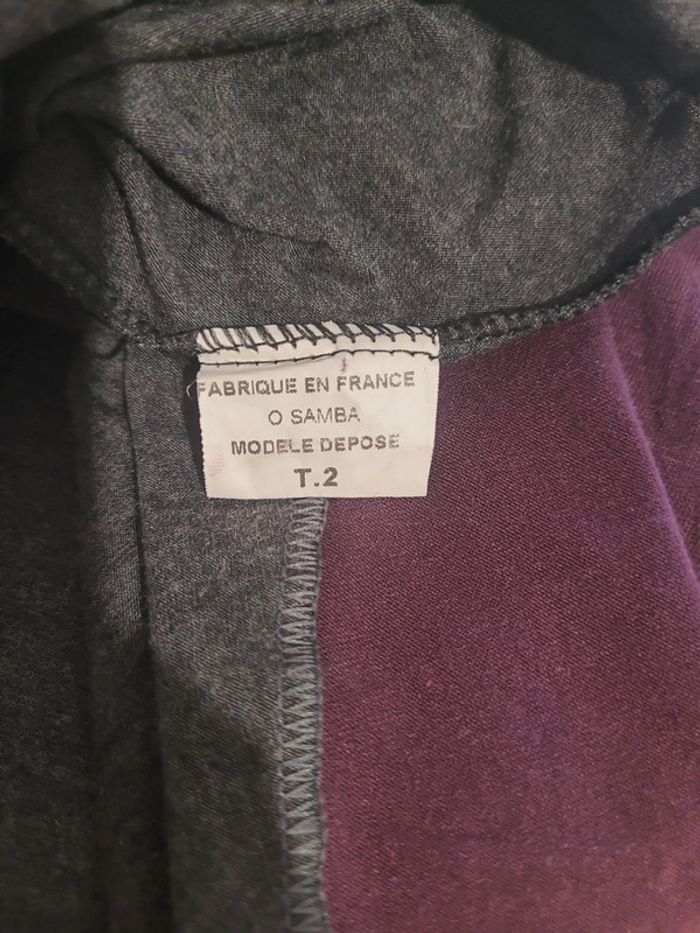 FABRIQUE EN FRANCE
O SAMBA
MODELE DEPOSE
T.2